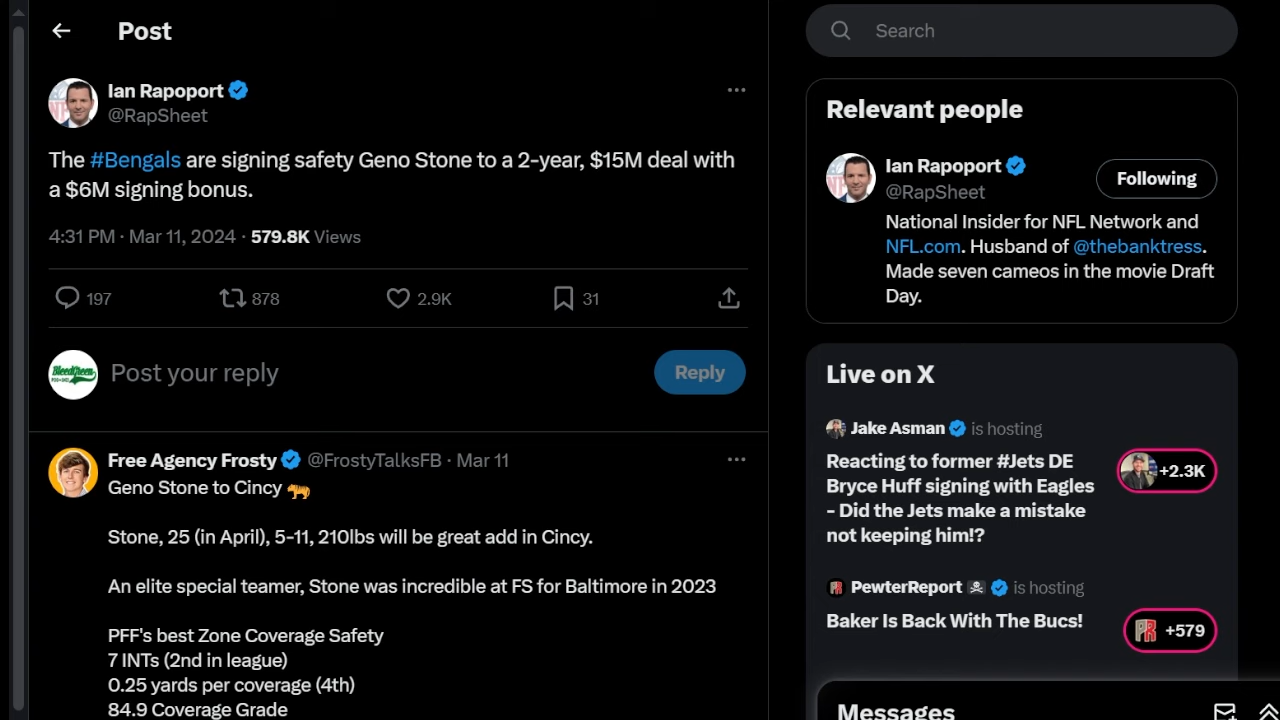 Post
Ian Rapoport
@RapSheet
The #Bengals are signing safety Geno Stone to a 2-year, $15M deal with
a $6M signing bonus.
4:31 PM · Mar 11, 2024 · 579.8K Views
197 878 2.9K 31
Post your reply
Reply
Free Agency Frosty @FrostyTalksFB · Mar 11
Geno Stone to Cincy
Stone, 25 (in April), 5-11, 210lbs will be great add in Cincy.
An elite special teamer, Stone was incredible at FS for Baltimore in 2023
PFF's best Zone Coverage Safety
7 INTs (2nd in league)
0.25 yards per coverage (4th)
84.9 Coverage Grade
Search
Relevant people
Ian Rapoport
@RapSheet
Following
National Insider for NFL Network and
NFL.com. Husband of @thebanktress.
Made seven cameos in the movie Draft
Day.
Live on X
Jake Asman is hosting
Reacting to former #Jets DE
Bryce Huff signing with Eagles
- Did the Jets make a mistake
not keeping him!?
+2.3K
PewterReport is hosting
Baker Is Back With The Bucs!
+579
Messages